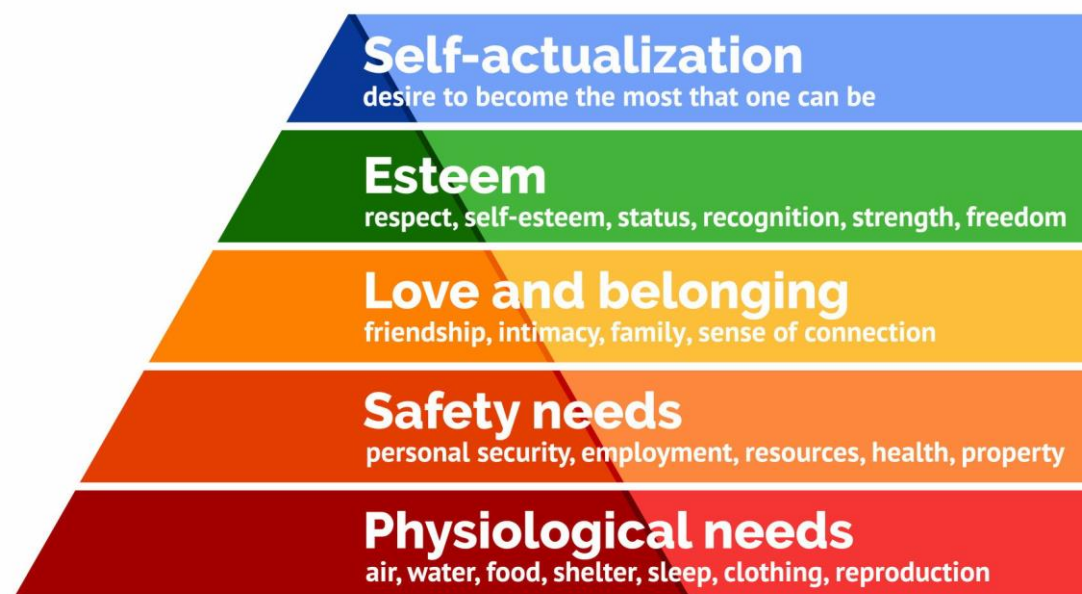 Self-actualization
desire to become the most that one can be
Esteem
respect, self-esteem, status, recognition, strength, freedom
Love and belonging
friendship, intimacy, family, sense of connection
Safety needs
personal security, employment, resources, health, property
Physiological needs
air, water, food, shelter, sleep, clothing, reproduction